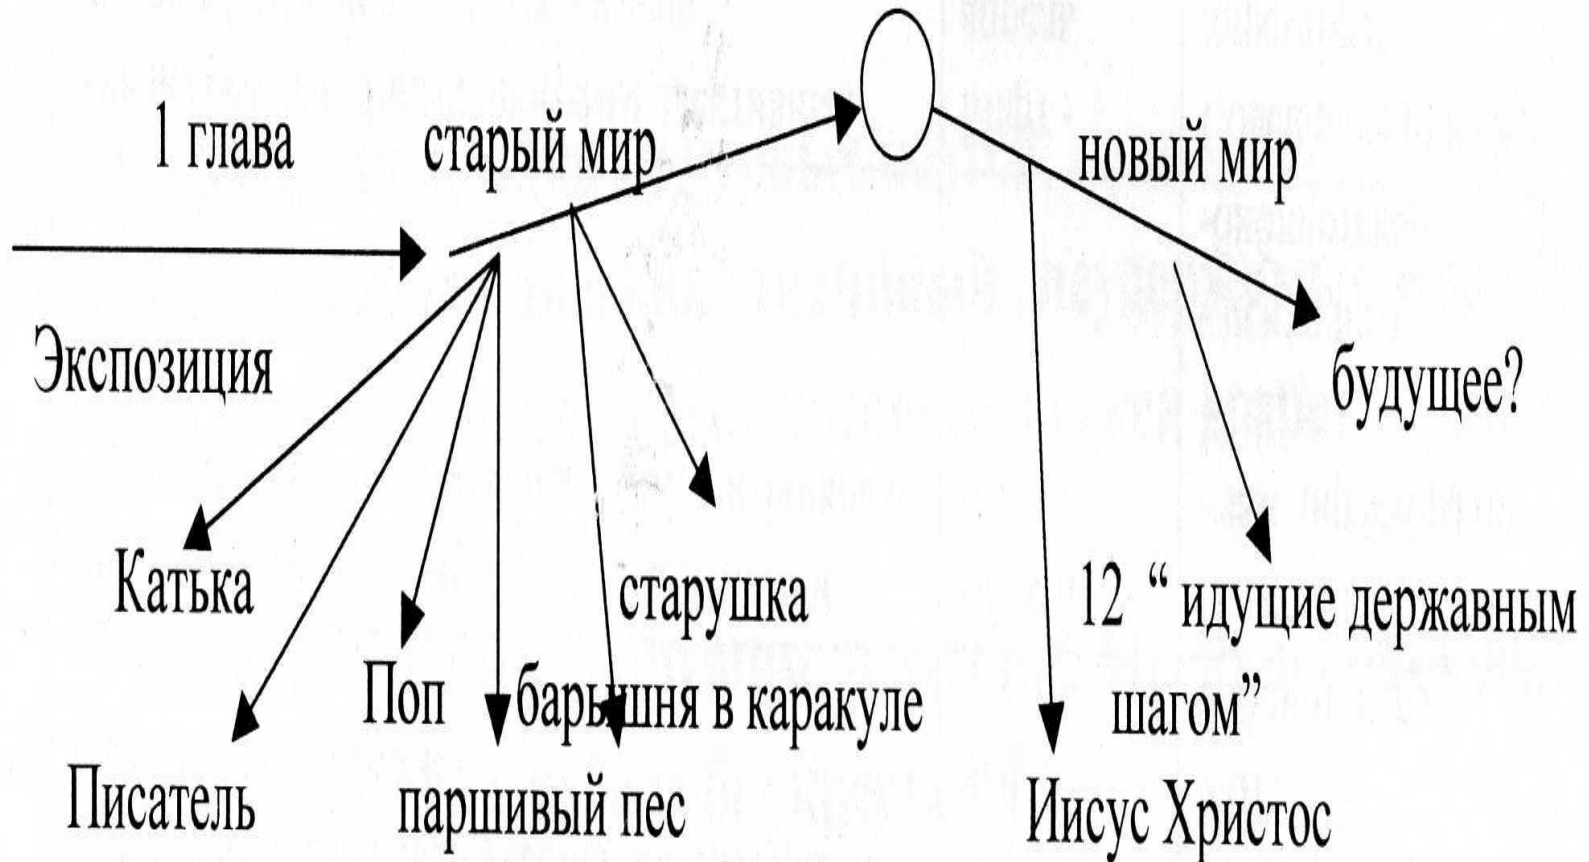 1 глава
старый мир
новый мир
Экспозиция
будущее?
Катька
старушка
12 “ идущие державным
шагом”
Поп
барышня в каракуле
Писатель
паршивый пес
Иисус Христос